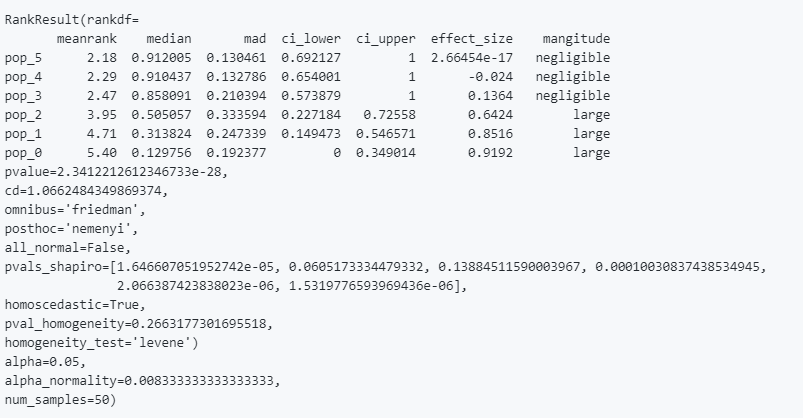 RankResult(rankdf=
meanrank median mad ci_lower ci_upper effect_size mangitude
pop_5 2.18 0.912005 0.130461 0.692127 1 2.66454e-17 negligible
pop_4 2.29 0.910437 0.132786 0.654001 1 -0.024 negligible
pop_3 2.47 0.858091 0.210394 0.573879 1 0.1364 negligible
pop_2 3.95 0.505057 0.333594 0.227184 0.72558 0.6424 large
pop_1 4.71 0.313824 0.247339 0.149473 0.546571 0.8516 large
pop_0 5.40 0.129756 0.192377 0 0.349014 0.9192 large
pvalue=2.3412212612346733e-28,
cd=1.0662484349869374,
omnibus='friedman',
posthoc='nemenyi',
all_normal=False,
pvals_shapiro=[1.646607051952742e-05, 0.0605173334479332, 0.13884511590003967, 0.00010030837438534945,
2.066387423838023e-06, 1.5319776593969436e-06],
homoscedastic=True,
pval_homogeneity=0.2663177301695518,
homogeneity_test='levene')
alpha=0.05,
alpha_normality=0.008333333333333333,
num_samples=50)